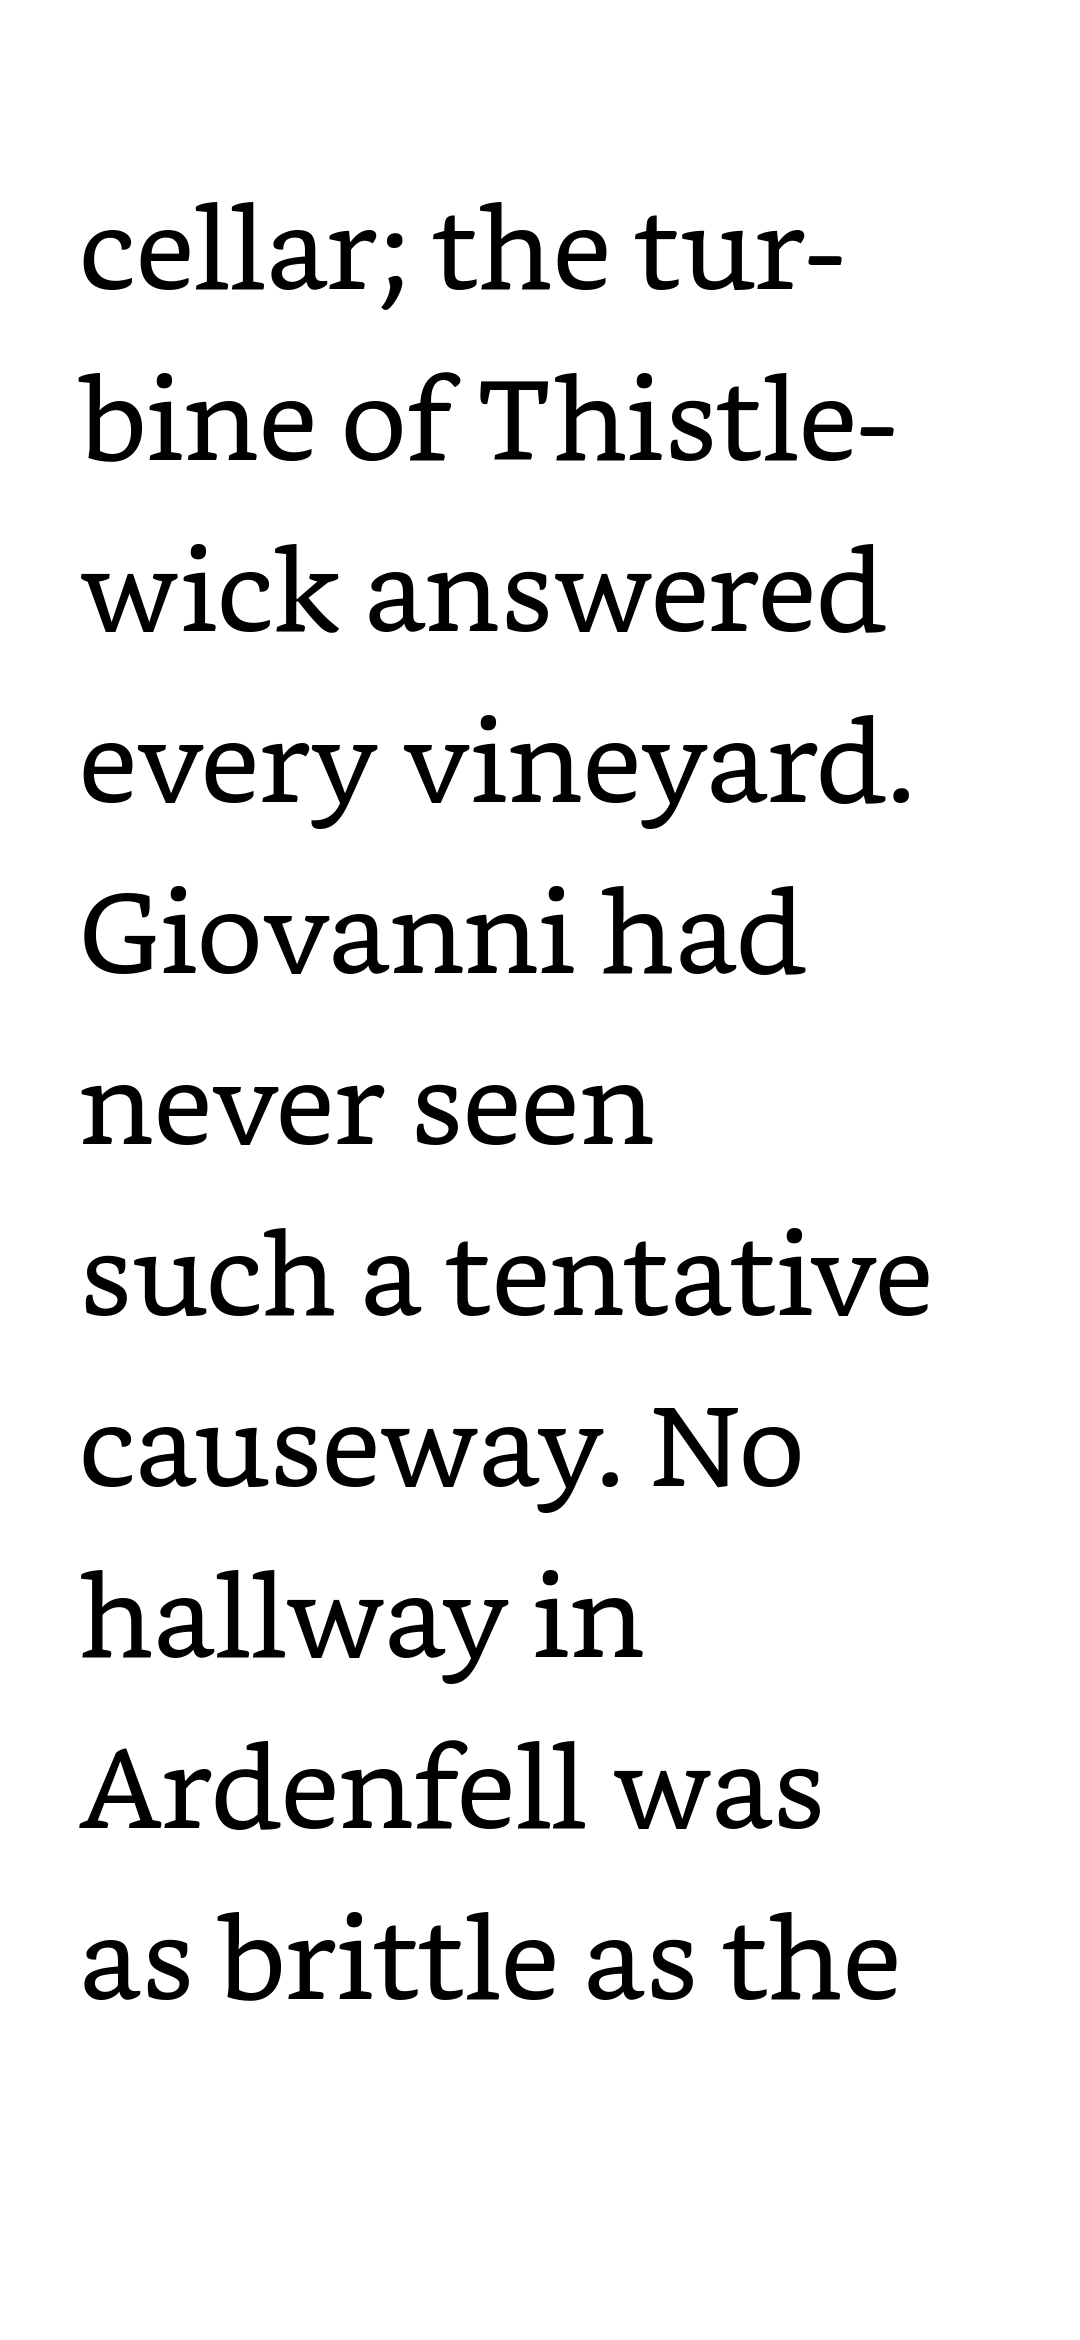 cellar; the tur-
bine of Thistle-
wick answered
every vineyard.
Giovanni had
never seen
such a tentative
causeway. No
hallway in
Ardenfell was
as brittle as the